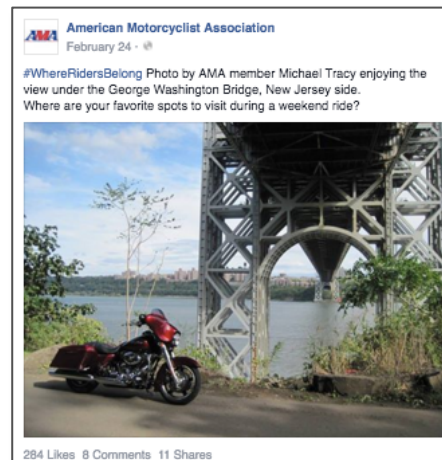 AMA
American Motorcyclist Association
February 24 ·
#WhereRidersBelong Photo by AMA member Michael Tracy enjoying the
view under the George Washington Bridge, New Jersey side.
Where are your favorite spots to visit during a weekend ride?
284 Likes 8 Comments 11 Shares